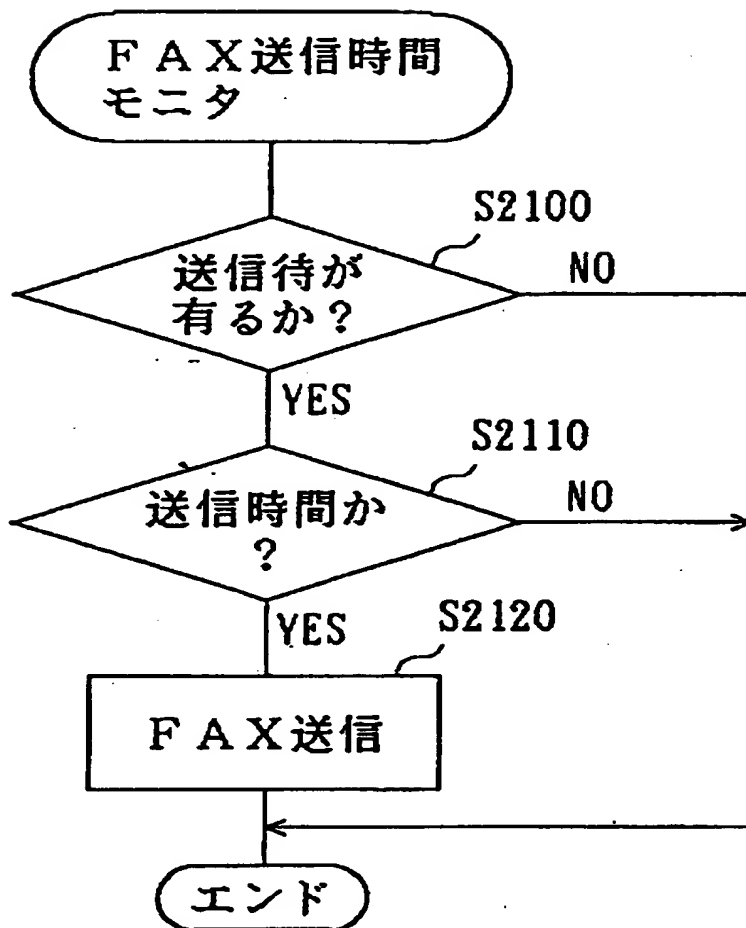 ＦＡＸ送信時間
モニタ
S2100
送信待が
有るか？
NO
YES
S2110
送信時間か
？
NO
YES
S2120
ＦＡＸ送信
エンド